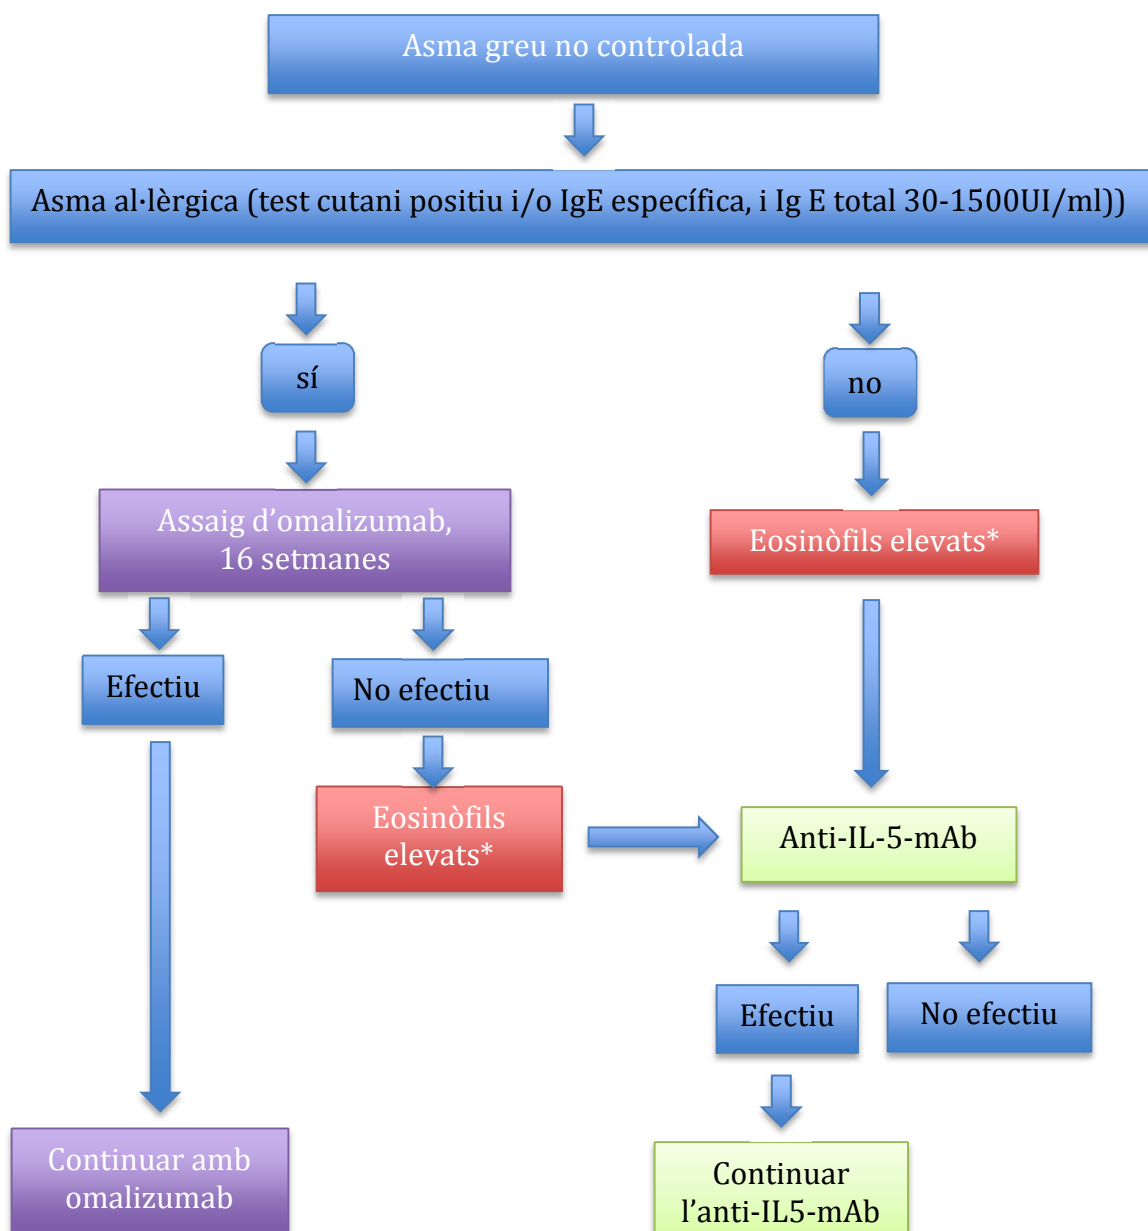 Asma greu no controlada
Asma al·lèrgica (test cutani positiu i/o IgE específica, i Ig E total 30-1500UI/ml))
sí
no
Assaig d’omalizumab,
16 setmanes
Eosinòfils elevats*
Efectiu
No efectiu
Eosinòfils
elevats*
Anti-IL-5-mAb
Efectiu
No efectiu
Continuar amb
omalizumab
Continuar
l’anti-IL5-mAb